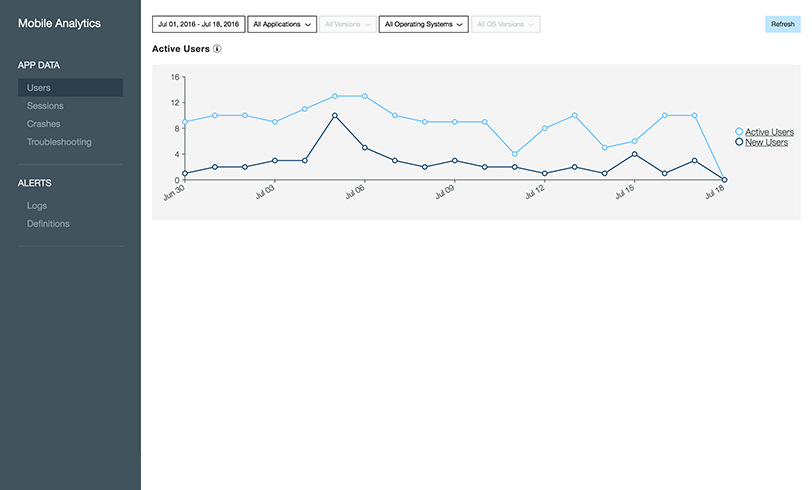 Mobile Analytics
APP DATA
Users
Sessions
Crashes
Troubleshooting
ALERTS
Logs
Definitions
Jul 01, 2016 - Jul 18, 2016
All Applications
All Versions
All Operating Systems
All OS Versions
Refresh
Active Users
16
12
8
4
0
Jun 30
Jul 03
Jul 06
Jul 09
Jul 12
Jul 15
Jul 18
Active Users
New Users